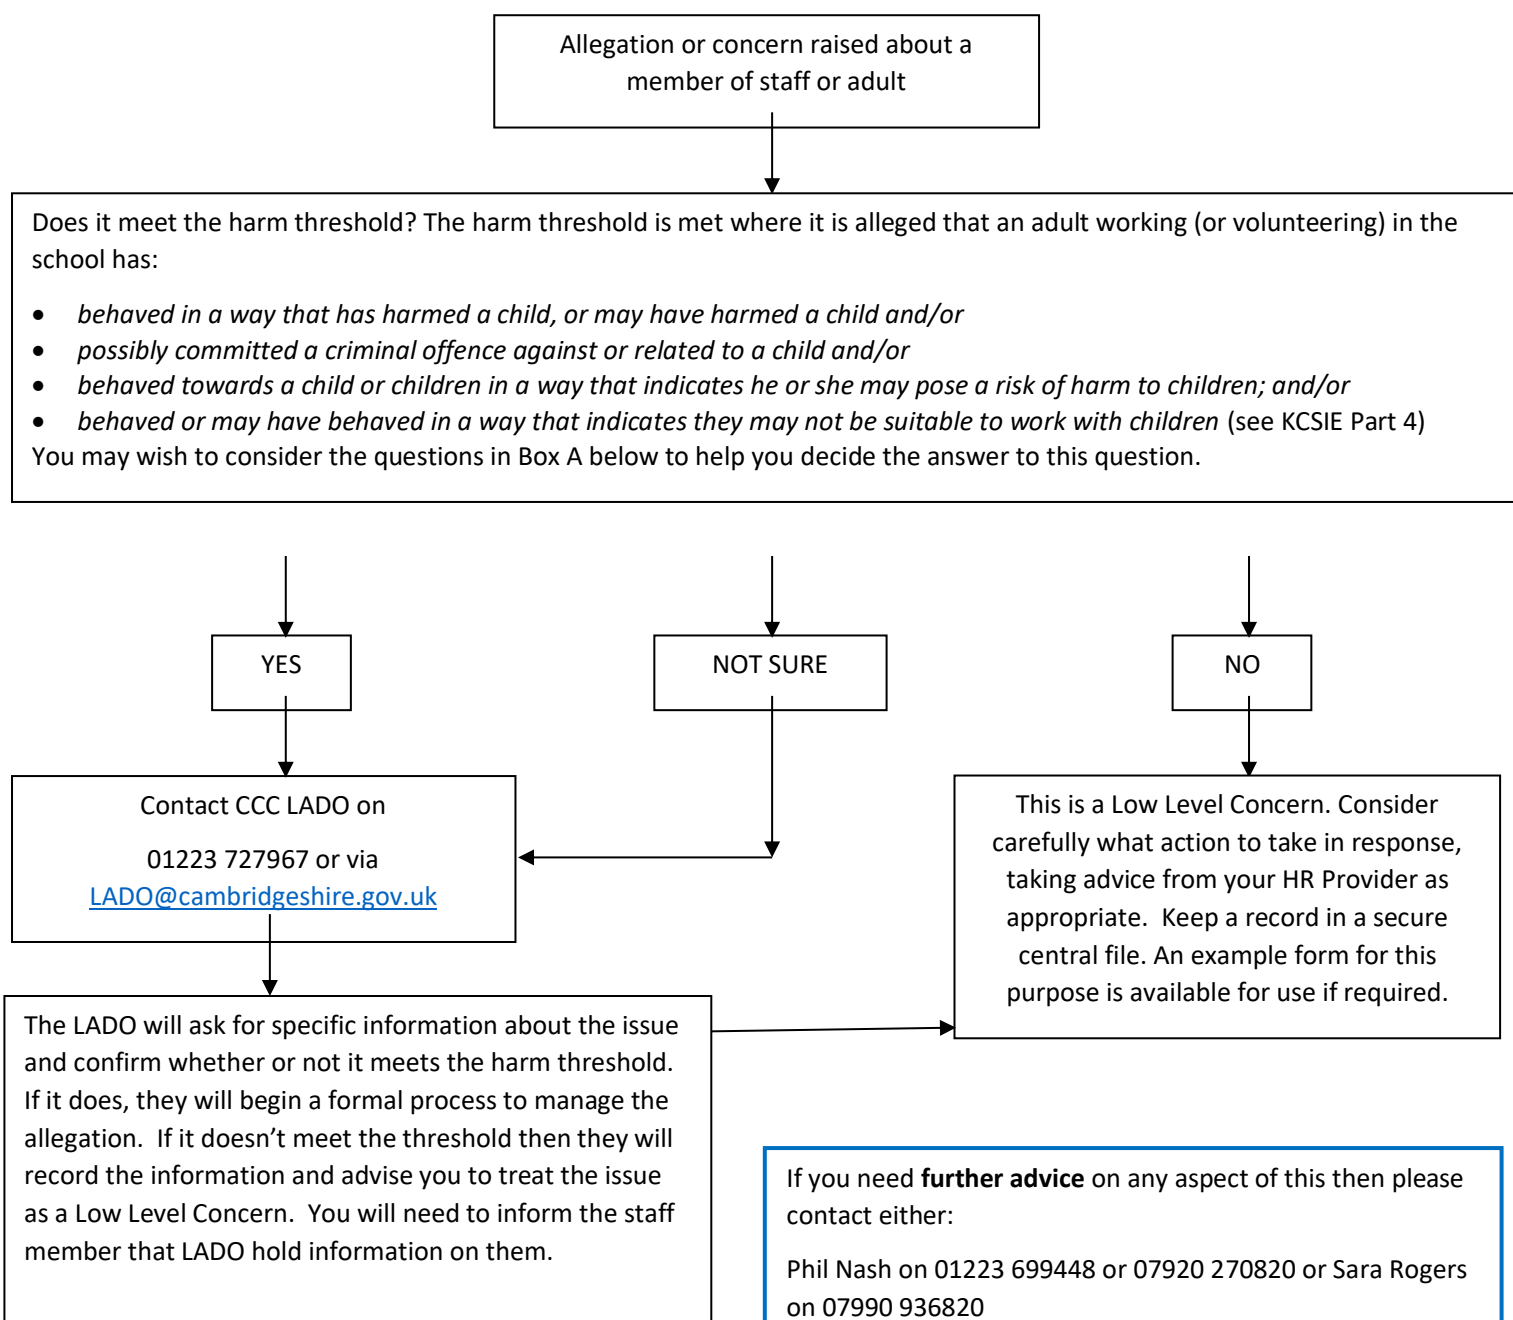 Allegation or concern raised about a
member of staff or adult
Does it meet the harm threshold? The harm threshold is met where it is alleged that an adult working (or volunteering) in the
school has:
• behaved in a way that has harmed a child, or may have harmed a child and/or
• possibly committed a criminal offence against or related to a child and/or
• behaved towards a child or children in a way that indicates he or she may pose a risk of harm to children; and/or
• behaved or may have behaved in a way that indicates they may not be suitable to work with children (see KCSIE Part 4)
You may wish to consider the questions in Box A below to help you decide the answer to this question.
YES
NOT SURE
NO
Contact CCC LADO on
01223 727967 or via
LADO@cambridgeshire.gov.uk
This is a Low Level Concern. Consider
carefully what action to take in response,
taking advice from your HR Provider as
appropriate.  Keep a record in a secure
central file. An example form for this
purpose is available for use if required.
The LADO will ask for specific information about the issue
and confirm whether or not it meets the harm threshold.
If it does, they will begin a formal process to manage the
allegation.  If it doesn’t meet the threshold then they will
record the information and advise you to treat the issue
as a Low Level Concern.  You will need to inform the staff
member that LADO hold information on them.
If you need further advice on any aspect of this then please
contact either:
Phil Nash on 01223 699448 or 07920 270820 or Sara Rogers
on 07990 936820